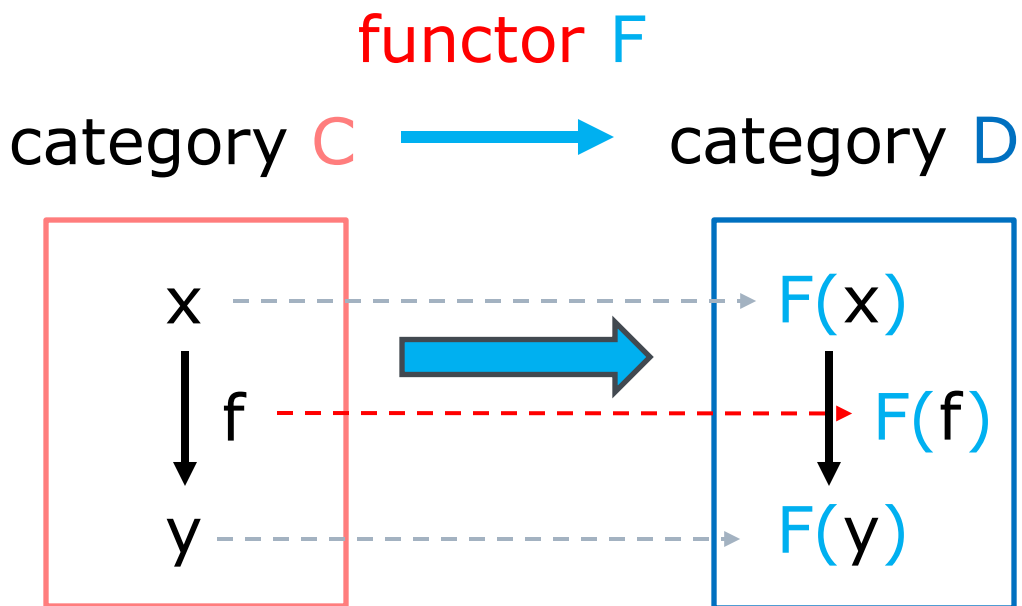 functor F
category C
category D
x
F(x)
f
F(f)
y
F(y)